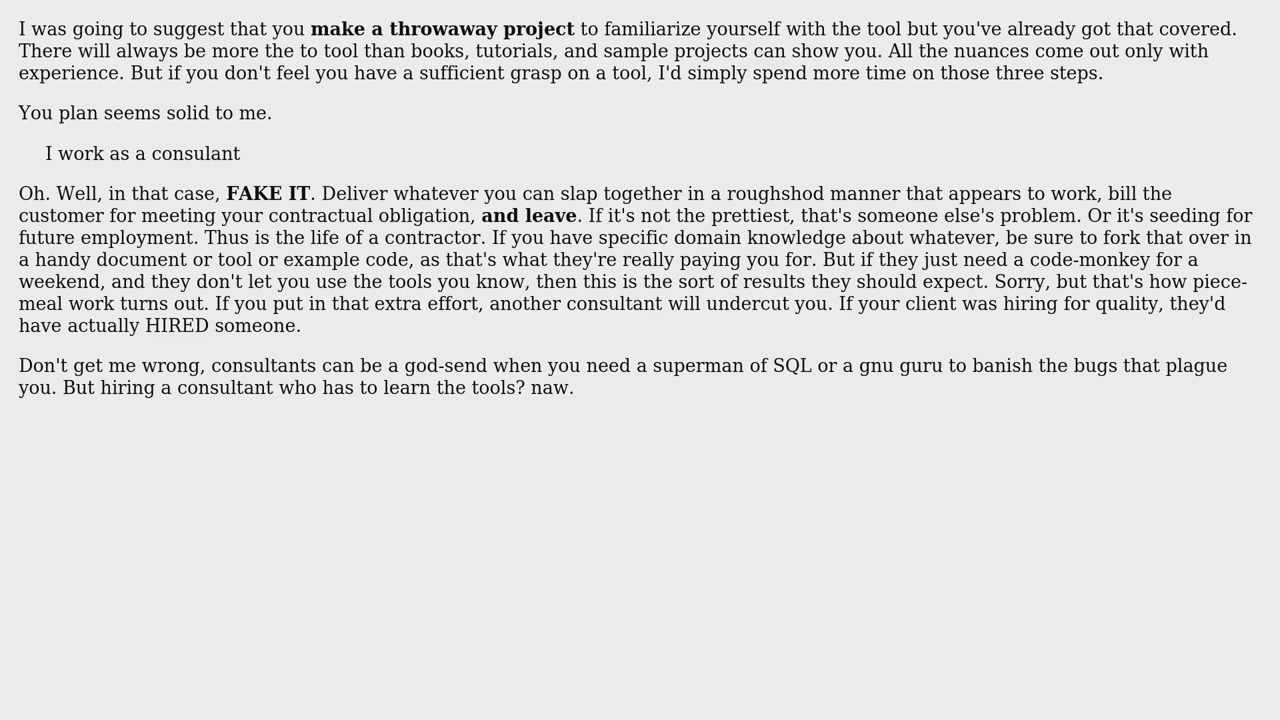 I was going to suggest that you make a throwaway project to familiarize yourself with the tool but you've already got that covered.
There will always be more the to tool than books, tutorials, and sample projects can show you. All the nuances come out only with
experience. But if you don't feel you have a sufficient grasp on a tool, I'd simply spend more time on those three steps.
You plan seems solid to me.
I work as a consulant
Oh. Well, in that case, FAKE IT. Deliver whatever you can slap together in a roughshod manner that appears to work, bill the
customer for meeting your contractual obligation, and leave. If it's not the prettiest, that's someone else's problem. Or it's seeding for
future employment. Thus is the life of a contractor. If you have specific domain knowledge about whatever, be sure to fork that over in
a handy document or tool or example code, as that's what they're really paying you for. But if they just need a code-monkey for a
weekend, and they don't let you use the tools you know, then this is the sort of results they should expect. Sorry, but that's how piece-
meal work turns out. If you put in that extra effort, another consultant will undercut you. If your client was hiring for quality, they'd
have actually HIRED someone.
Don't get me wrong, consultants can be a god-send when you need a superman of SQL or a gnu guru to banish the bugs that plague
you. But hiring a consultant who has to learn the tools? naw.